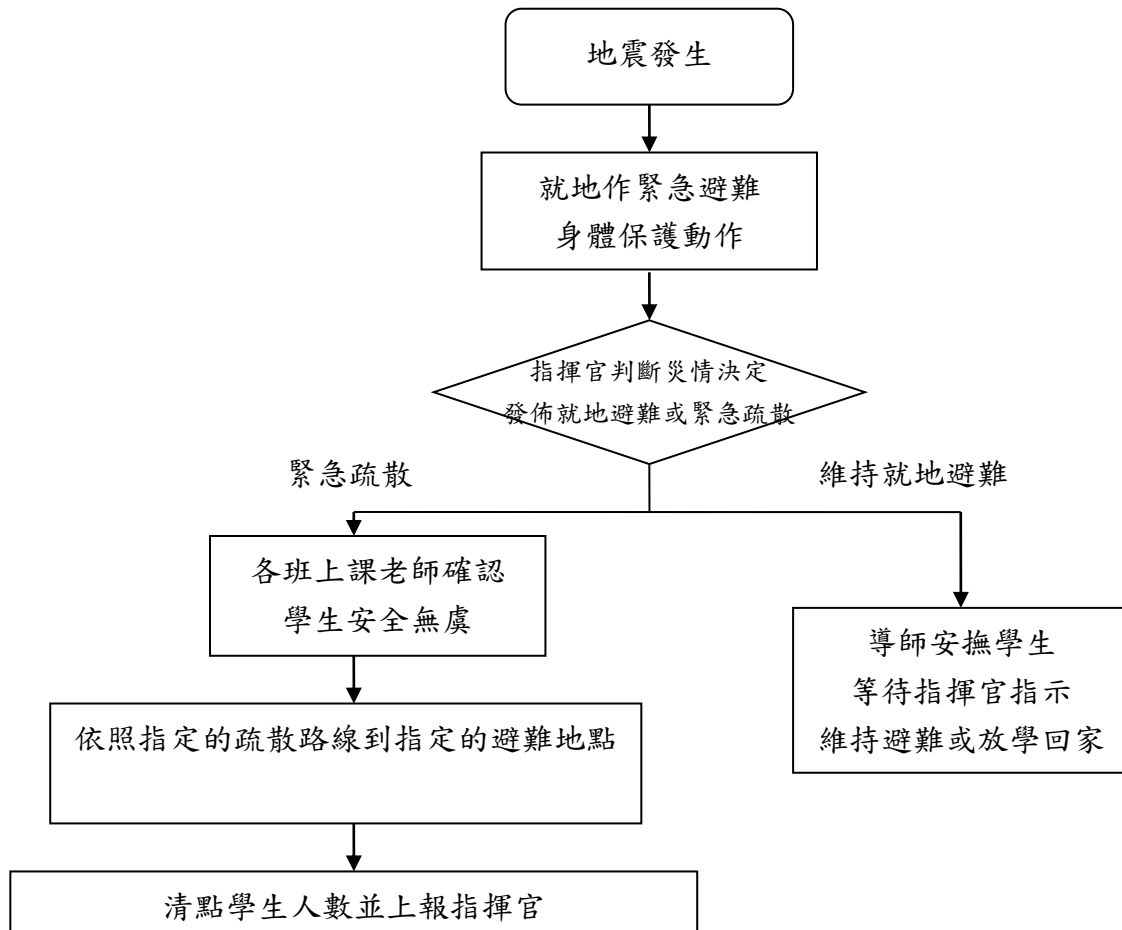 地震發生
就地作緊急避難
身體保護動作
指揮官判斷災情決定
發佈就地避難或緊急疏散
緊急疏散
維持就地避難
各班上課老師確認
學生安全無虞
導師安撫學生
等待指揮官指示
維持避難或放學回家
依照指定的疏散路線到指定的避難地點
清點學生人數並上報指揮官